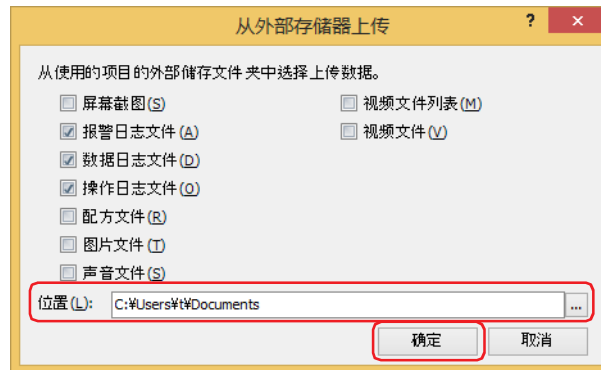 从外部存储器上传
? ×
从使用的项目的外部储存文件夹中选择上传数据。
屏幕截图(S) 视频文件列表(M)
报警日志文件(A) 视频文件(V)
数据日志文件(D)
操作日志文件(O)
配方文件(R)
图片文件(T)
声音文件(S)
位置(L): C:¥Users¥t¥Documents ...
确定 取消